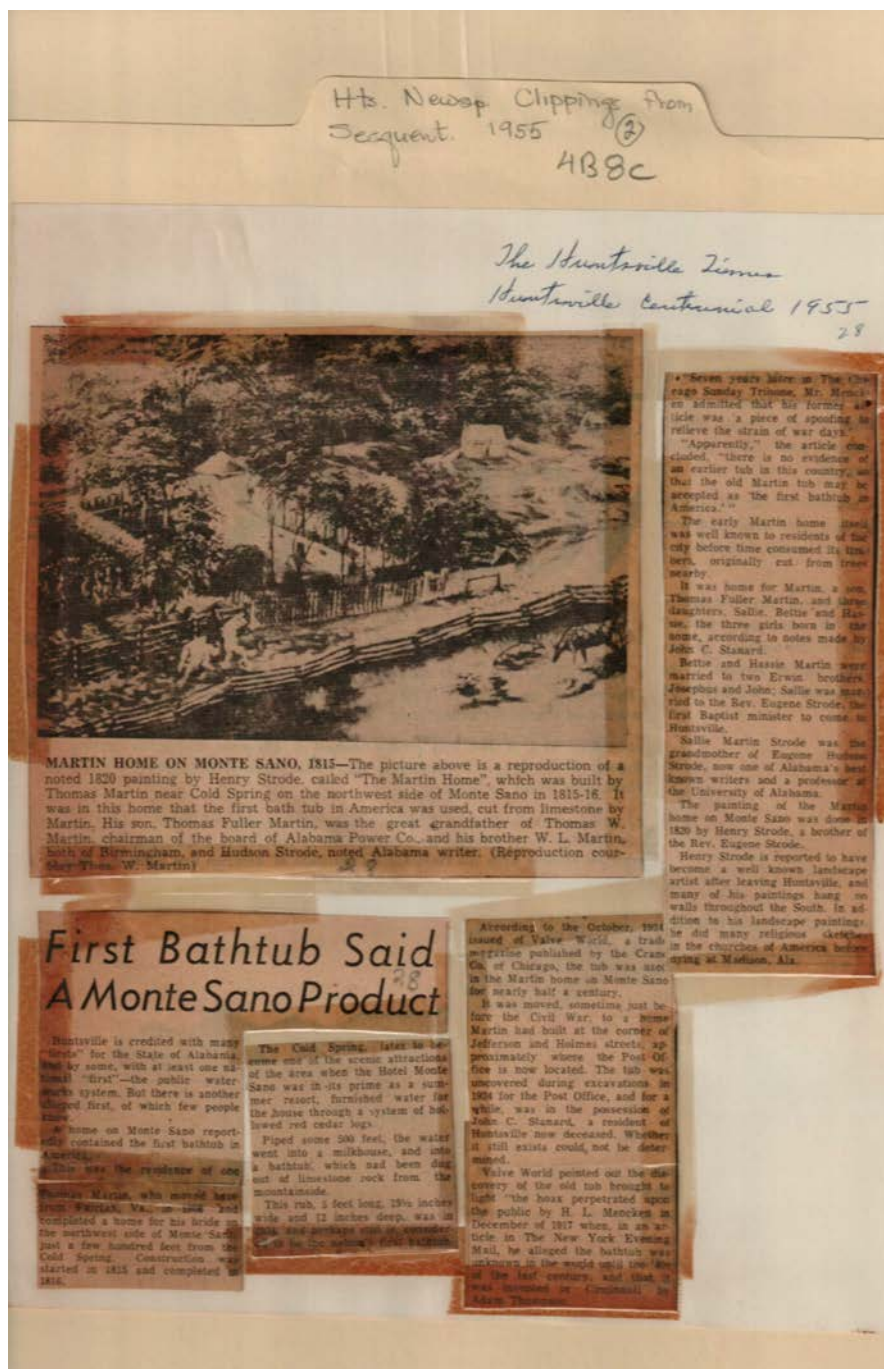 Hts. Newsp Clippings from
Secquent. 1955 (2)
4B8C
The Huntsville Times
Huntsville Centennial 1955
28
MARTIN HOME ON MONTE SANO, 1815—The picture above is a reproduction of a
noted 1820 painting by Henry Strode, called "The Martin Home", which was built by
Thomas Martin near Cold Spring on the northwest side of Monte Sano in 1815-16. It
was in this home that the first bath tub in America was used, cut from limestone by
Martin. His son, Thomas Fuller Martin, was the great grandfather of Thomas W.
Martin, chairman of the board of Alabama Power Co., and his brother W. L. Martin,
both of Birmingham, and Hudson Strode, noted Alabama writer. (Reproduction cour-
Thos. W. Martin)
28
First Bathtub Said
A Monte Sano Product
28
Huntsville is credited with many
"firsts" for the State of Alabama,
and by some, with at least one na-
tional "first"—the public water-
works system. But there is another
alleged first, of which few people
know.
A home on Monte Sano report-
edly contained the first bathtub in
America.
This was the residence of one
Thomas Martin, who moved here
from Va., in and
completed a home for his bride on
the northwest side of Monte Sano,
just a few hundred feet from the
Cold Spring. Construction was
started in 1815 and completed in
1816.
The Cold Spring, later to be-
come one of the scenic attractions
of the area when the Hotel Monte
Sano was in its prime as a sum-
mer resort, furnished water for
the house through a system of hol-
lowed red cedar logs.
Piped some 500 feet, the water
went into a milkhouse, and into
a bathtub, which had been dug
out of limestone rock from the
mountainside.
This tub, 5 feet long, inches
wide and 12 inches deep, was in
and perhaps
to be the nation's first bathtub.
According to the October, 1934
issued of Valve World, a trade
magazine published by the Crane
Co. of Chicago, the tub was used
in the Martin home on Monte Sano
for nearly half a century.
It was moved, sometime just be-
fore the Civil War, to a home
Martin had built at the corner of
Jefferson and Holmes streets, ap-
proximately where the Post Of-
fice is now located. The tub was
uncovered during excavations in
1934 for the Post Office, and for a
while, was in the possession of
John C. Stanard, a resident of
Huntsville now deceased. Whether
it still exists could not be deter-
mined.
Valve World pointed out the dis-
covery of the old tub brought to
light "the hoax perpetrated upon
the public by H. L. Mencken in
December of 1917 when, in an ar-
ticle in The New York Evening
Mail, he alleged the bathtub was
unknown in the world until the '40s
of the last century, and that it
was invented in Cincinnati by
Adam Thompson.
"Seven years later in The Chi-
cago Sunday Tribune, Mr. Menck-
en admitted that his former ar-
ticle was a piece of spoofing to
relieve the strain of war days."
"Apparently," the article con-
cluded, "there is no evidence of
an earlier tub in this country, so
that the old Martin tub may be
accepted as 'the first bathtub in
America.'"
The early Martin home itself
was well known to residents of the
city before time consumed its tim-
bers, originally cut from trees
nearby.
It was home for Martin, a son,
Thomas Fuller Martin, and three
daughters, Sallie, Bettie and Has-
sie, the three girls born in the
home, according to notes made by
John C. Stanard.
Bettie and Hassie Martin were
married to two Erwin brothers,
Josephus and John; Sallie was mar-
ried to the Rev. Eugene Strode, the
first Baptist minister to come to
Huntsville.
Sallie Martin Strode was the
grandmother of Eugene Hudson
Strode, now one of Alabama's best
known writers and a professor at
the University of Alabama.
The painting of the Martin
home on Monte Sano was done in
1820 by Henry Strode, a brother of
the Rev. Eugene Strode.
Henry Strode is reported to have
become a well known landscape
artist after leaving Huntsville, and
many of his paintings hang on
walls throughout the South. In ad-
dition to his landscape paintings,
he did many religious sketches
in the churches of America before
dying at Madison, Ala.